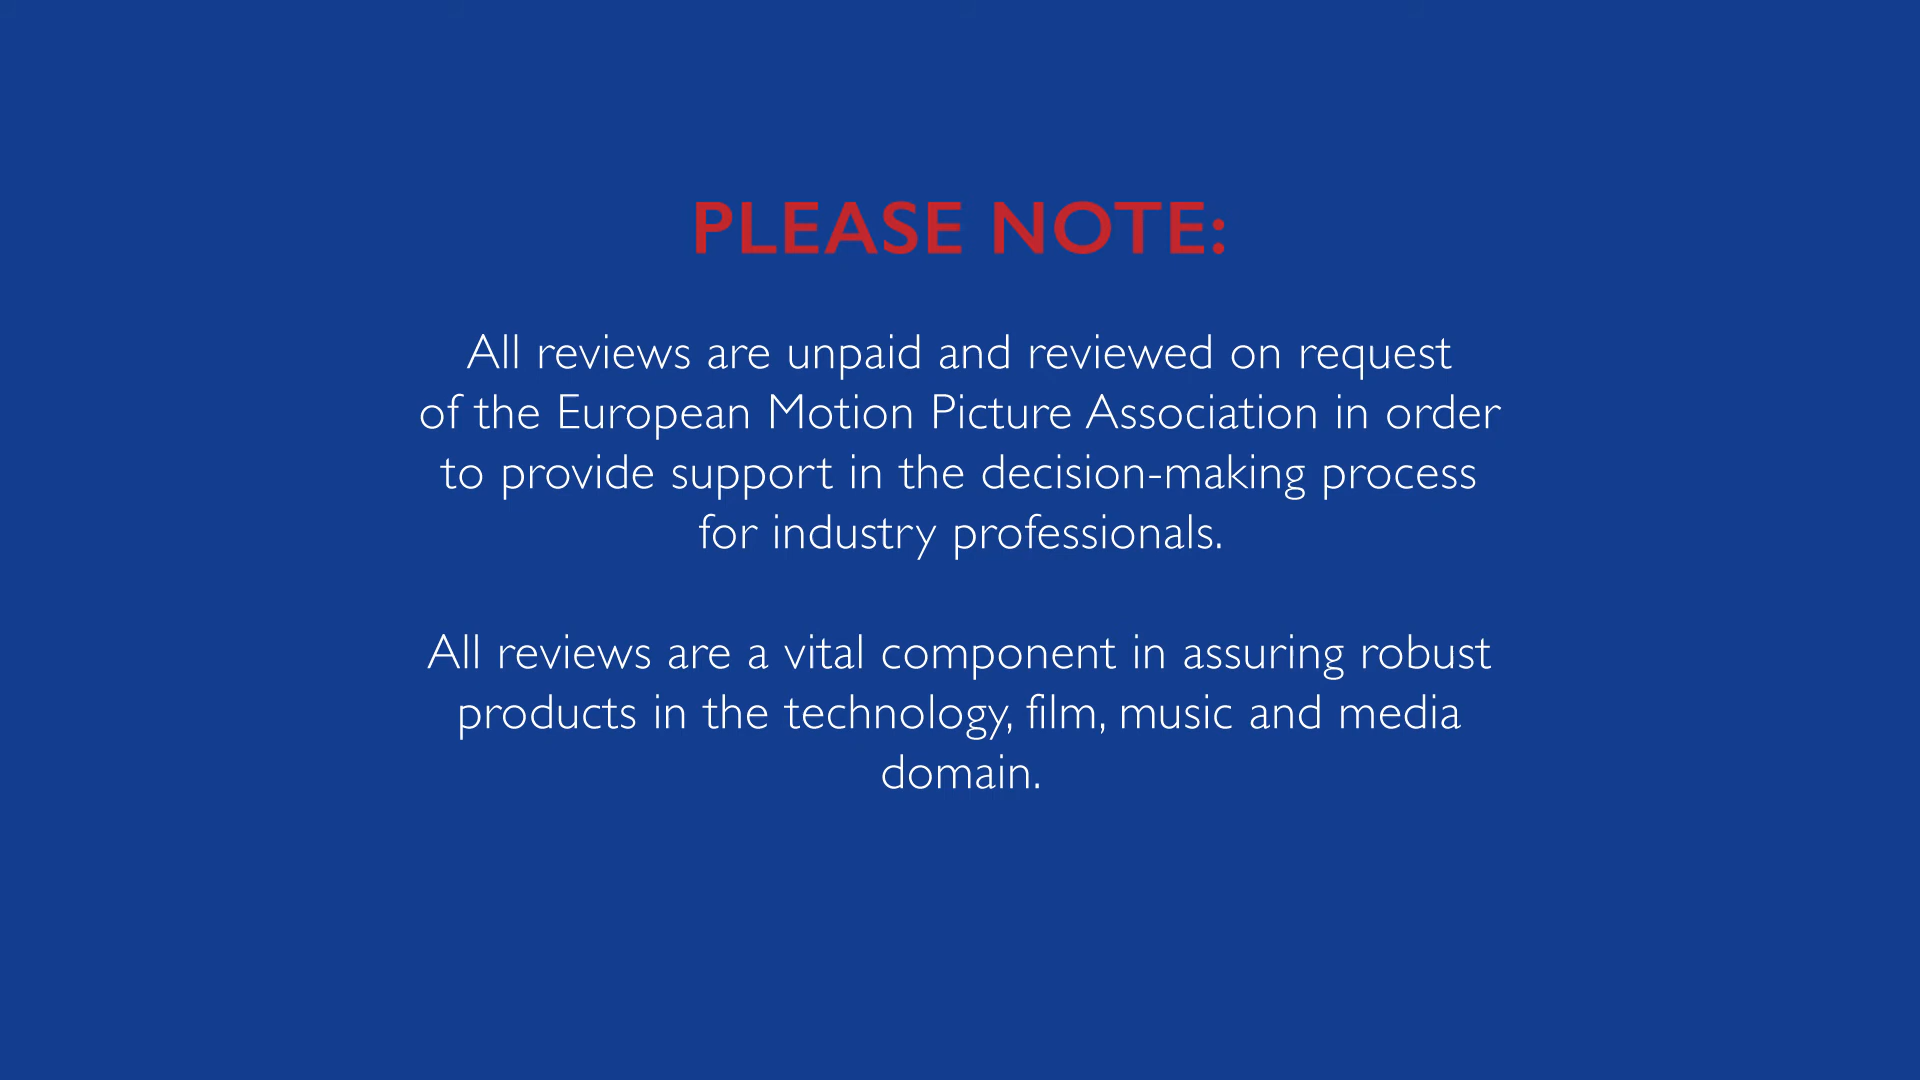 PLEASE NOTE:
All reviews are unpaid and reviewed on request
of the European Motion Picture Association in order
to provide support in the decision-making process
for industry professionals.
All reviews are a vital component in assuring robust
products in the technology, film, music and media
domain.